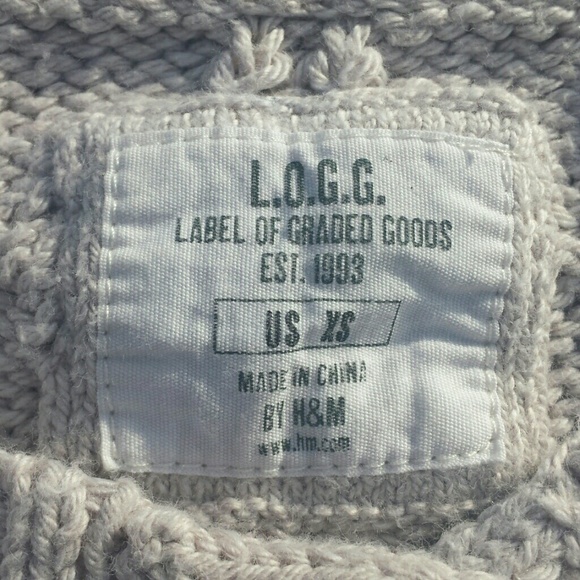 L.O.G.G.
LABEL OF GRADED GOODS
EST. 1993
US XS
MADE IN CHINA
BY H&M
www.hm.com